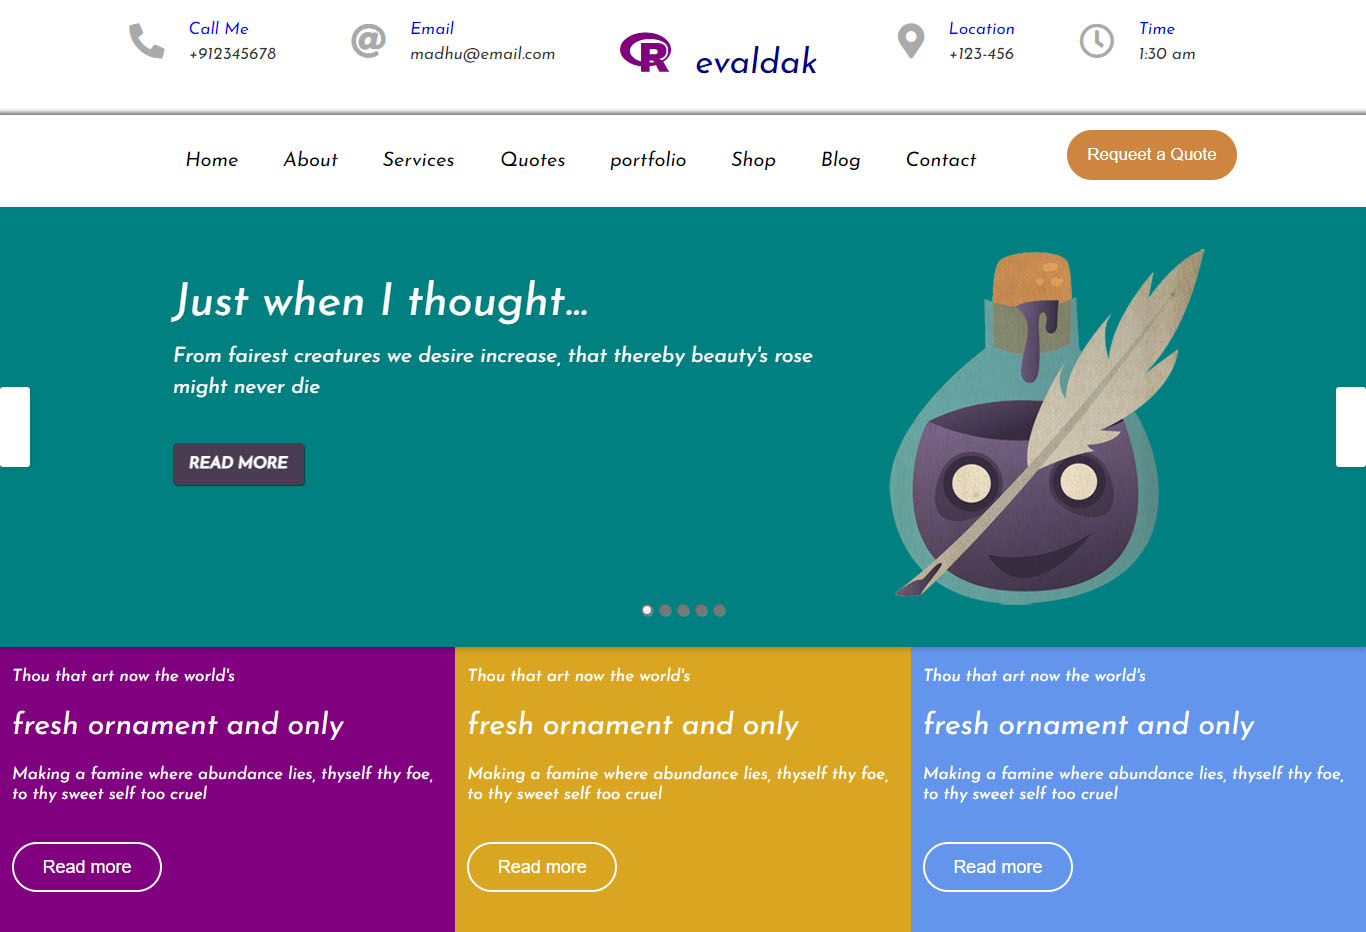 Call Me
+912345678
Email
madhu@email.com
R evaldak
Location
+123-456
Time
1:30 am
Home About Services Quotes portfolio Shop Blog Contact
Requeet a Quote
Just when I thought...
From fairest creatures we desire increase, that thereby beauty's rose
might never die
READ MORE
Thou that art now the world's
fresh ornament and only
Making a famine where abundance lies, thyself thy foe,
to thy sweet self too cruel
Read more
Thou that art now the world's
fresh ornament and only
Making a famine where abundance lies, thyself thy foe,
to thy sweet self too cruel
Read more
Thou that art now the world's
fresh ornament and only
Making a famine where abundance lies, thyself thy foe,
to thy sweet self too cruel
Read more